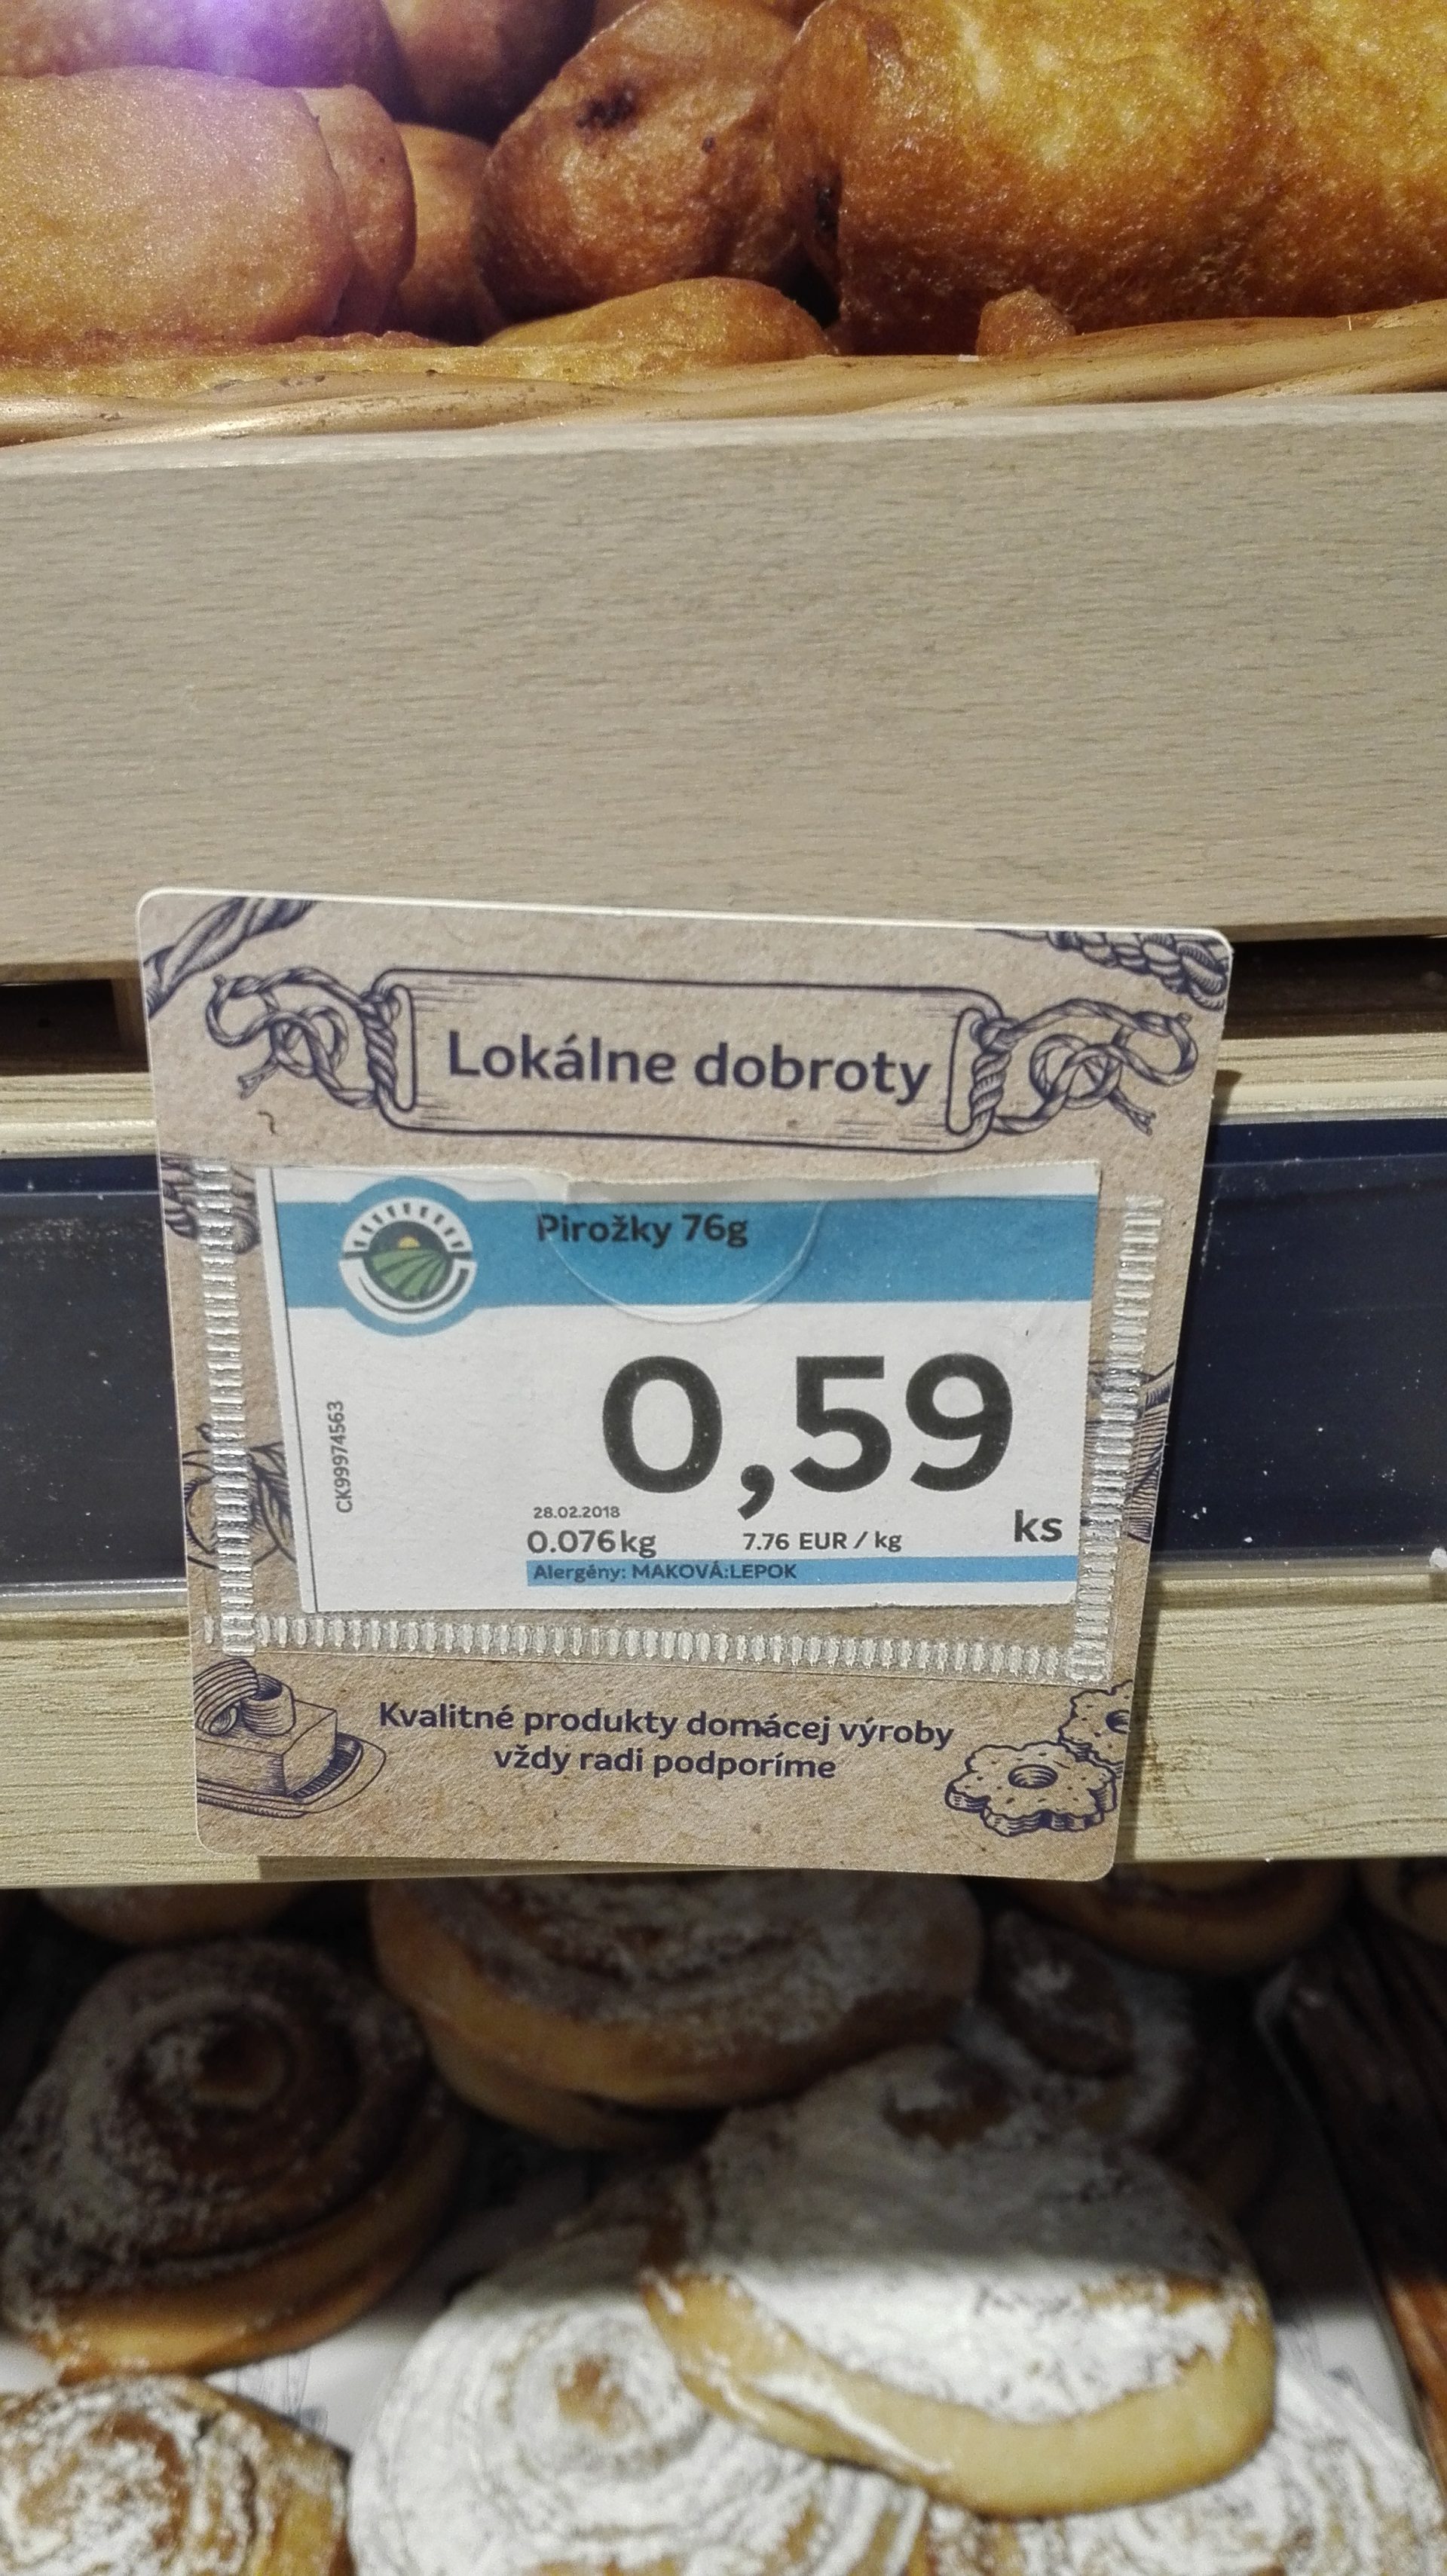 Lokálne dobroty
Pirožky 76g
0,59
ks
CK99974563
28.02.2018
0.076kg 7.76 EUR / kg
Alergény: MAKOVÁ:LEPOK
Kvalitné produkty domácej výroby
vždy radi podporíme